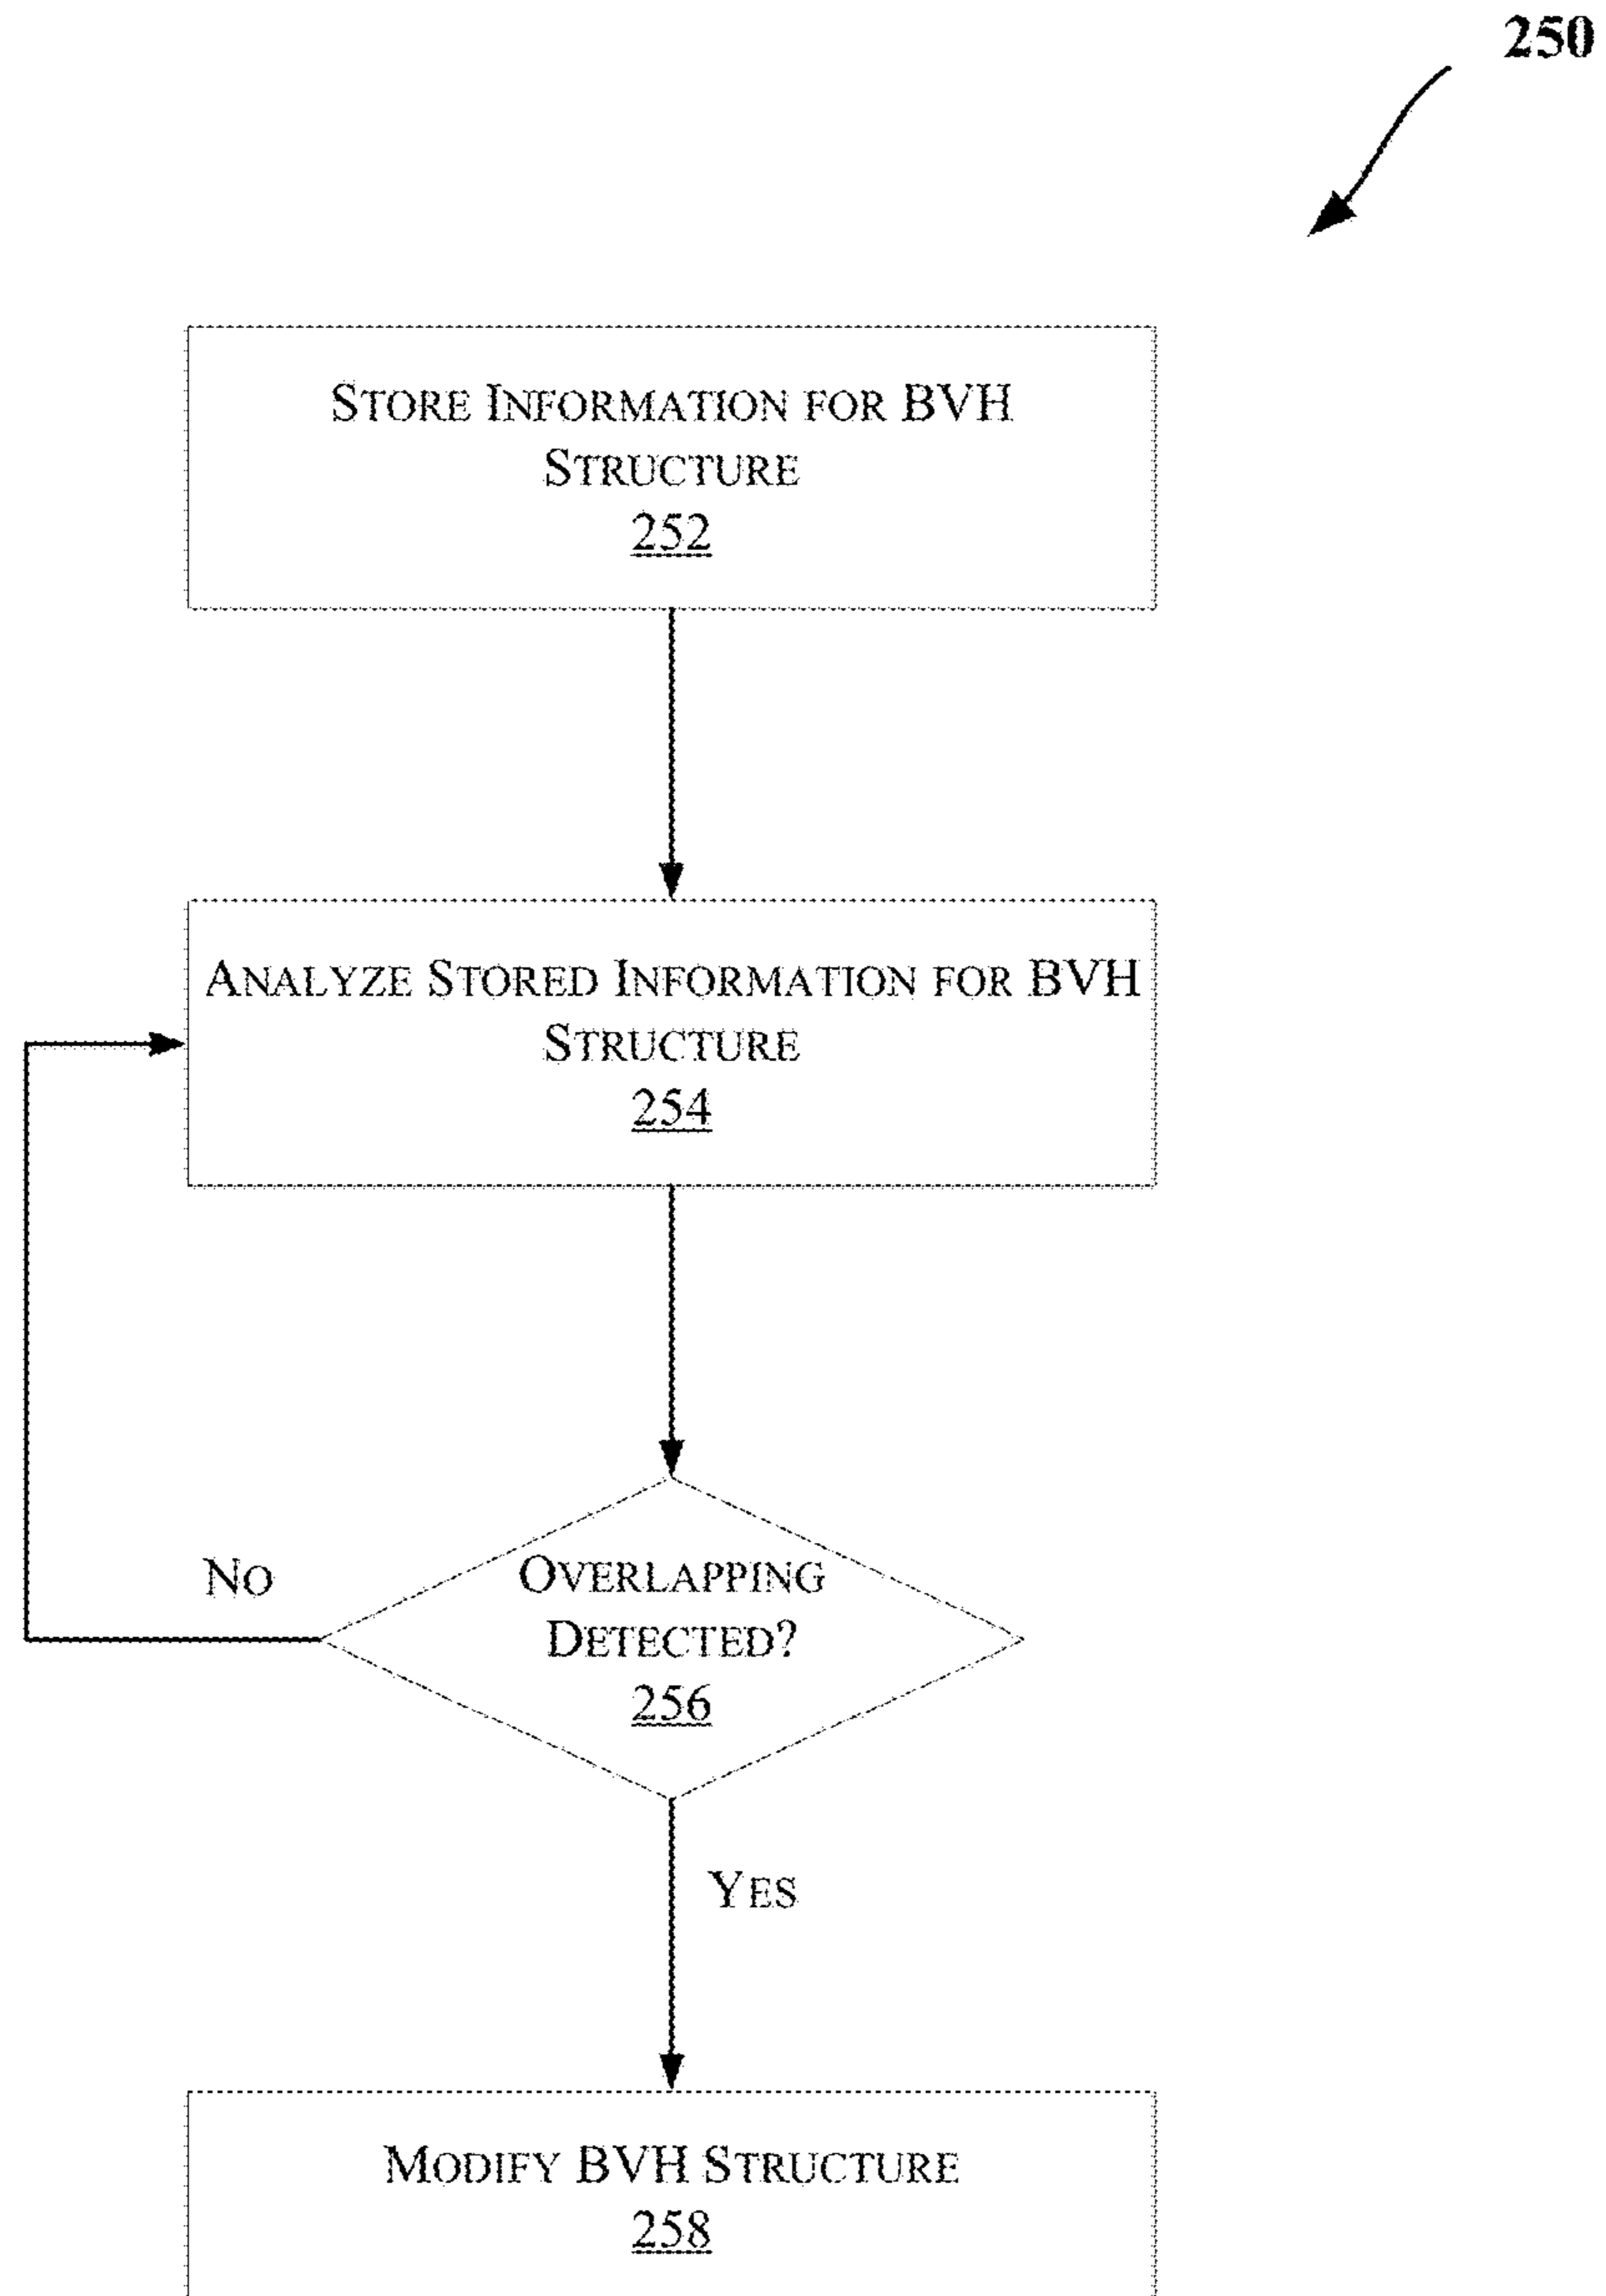 250
Store Information for BVH
Structure
252
Analyze Stored Information for BVH
Structure
254
No
Overlapping
Detected?
256
Yes
Modify BVH Structure
258